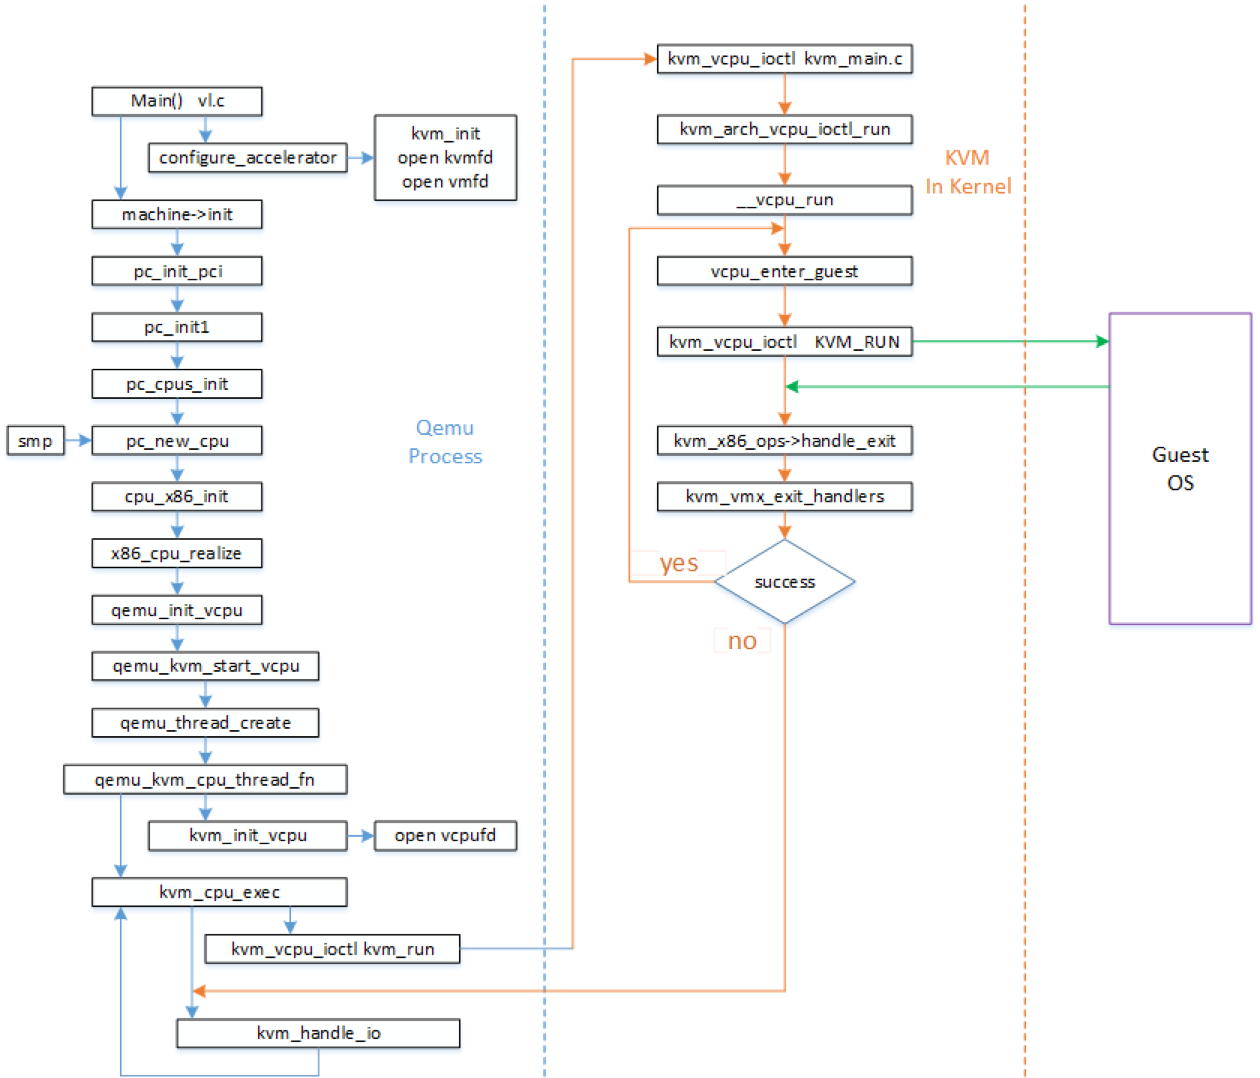 Main()   vl.c
configure_accelerator
kvm_init
open kvmfd
open vmfd
machine->init
pc_init_pci
pc_init1
pc_cpus_init
smp
pc_new_cpu
cpu_x86_init
x86_cpu_realize
qemu_init_vcpu
qemu_kvm_start_vcpu
qemu_thread_create
qemu_kvm_cpu_thread_fn
kvm_init_vcpu
open vcpufd
kvm_cpu_exec
kvm_vcpu_ioctl kvm_run
kvm_handle_io
Qemu
Process
kvm_vcpu_ioctl  kvm_main.c
kvm_arch_vcpu_ioctl_run
__vcpu_run
vcpu_enter_guest
kvm_vcpu_ioctl    KVM_RUN
kvm_x86_ops->handle_exit
kvm_vmx_exit_handlers
success
yes
no
KVM
In Kernel
Guest
OS